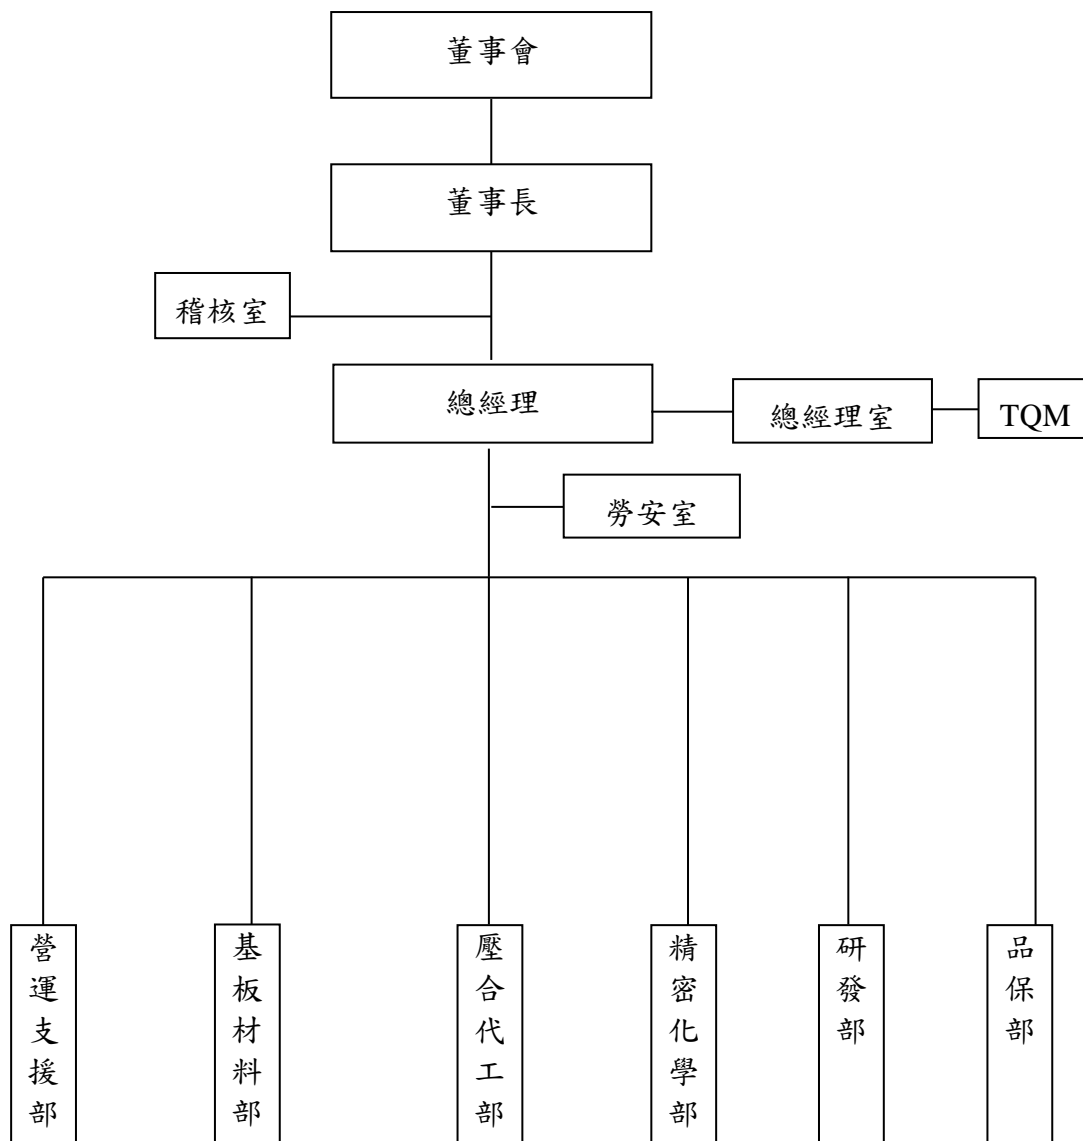 董事會
董事長
稽核室
總經理
總經理室
TQM
勞安室
營運支援部
基板材料部
壓合代工部
精密化學部
研發部
品保部